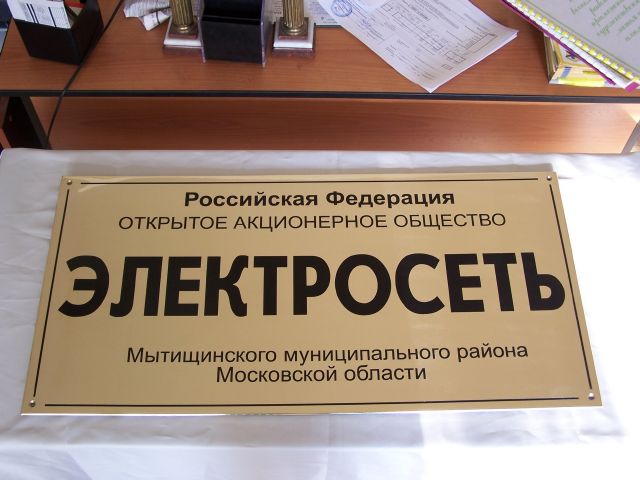 Российская Федерация
ОТКРЫТОЕ АКЦИОНЕРНОЕ ОБЩЕСТВО
ЭЛЕКТРОСЕТЬ
Мытищинского муниципального района
Московской области